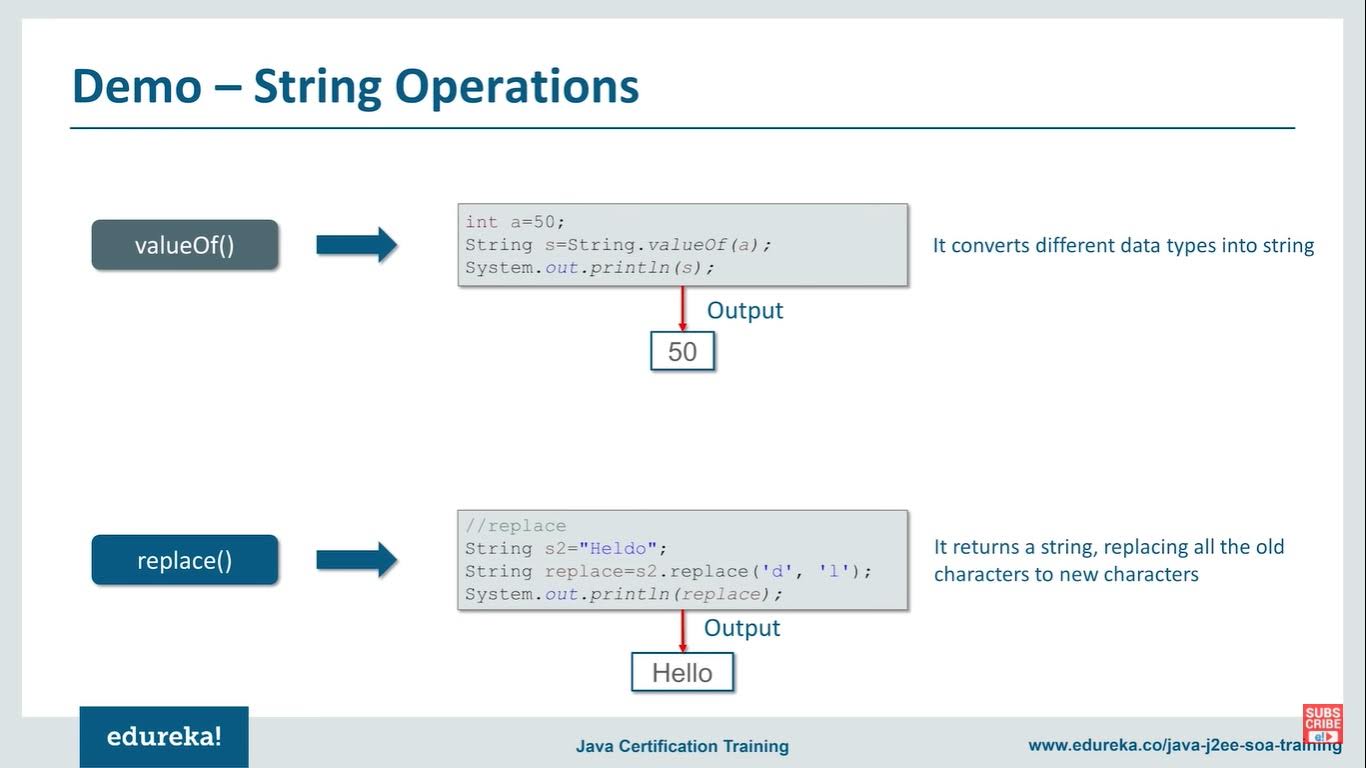 Demo – String Operations
valueOf()
int a=50;
String s=String.valueOf(a);
System.out.println(s);
It converts different data types into string
Output
50
replace()
//replace
String s2="Heldo";
String replace=s2.replace('d', 'l');
System.out.println(replace);
It returns a string, replacing all the old
characters to new characters
Output
Hello
edureka!
Java Certification Training
www.edureka.co/java-j2ee-soa-training
SUBS
CRIBE
e!